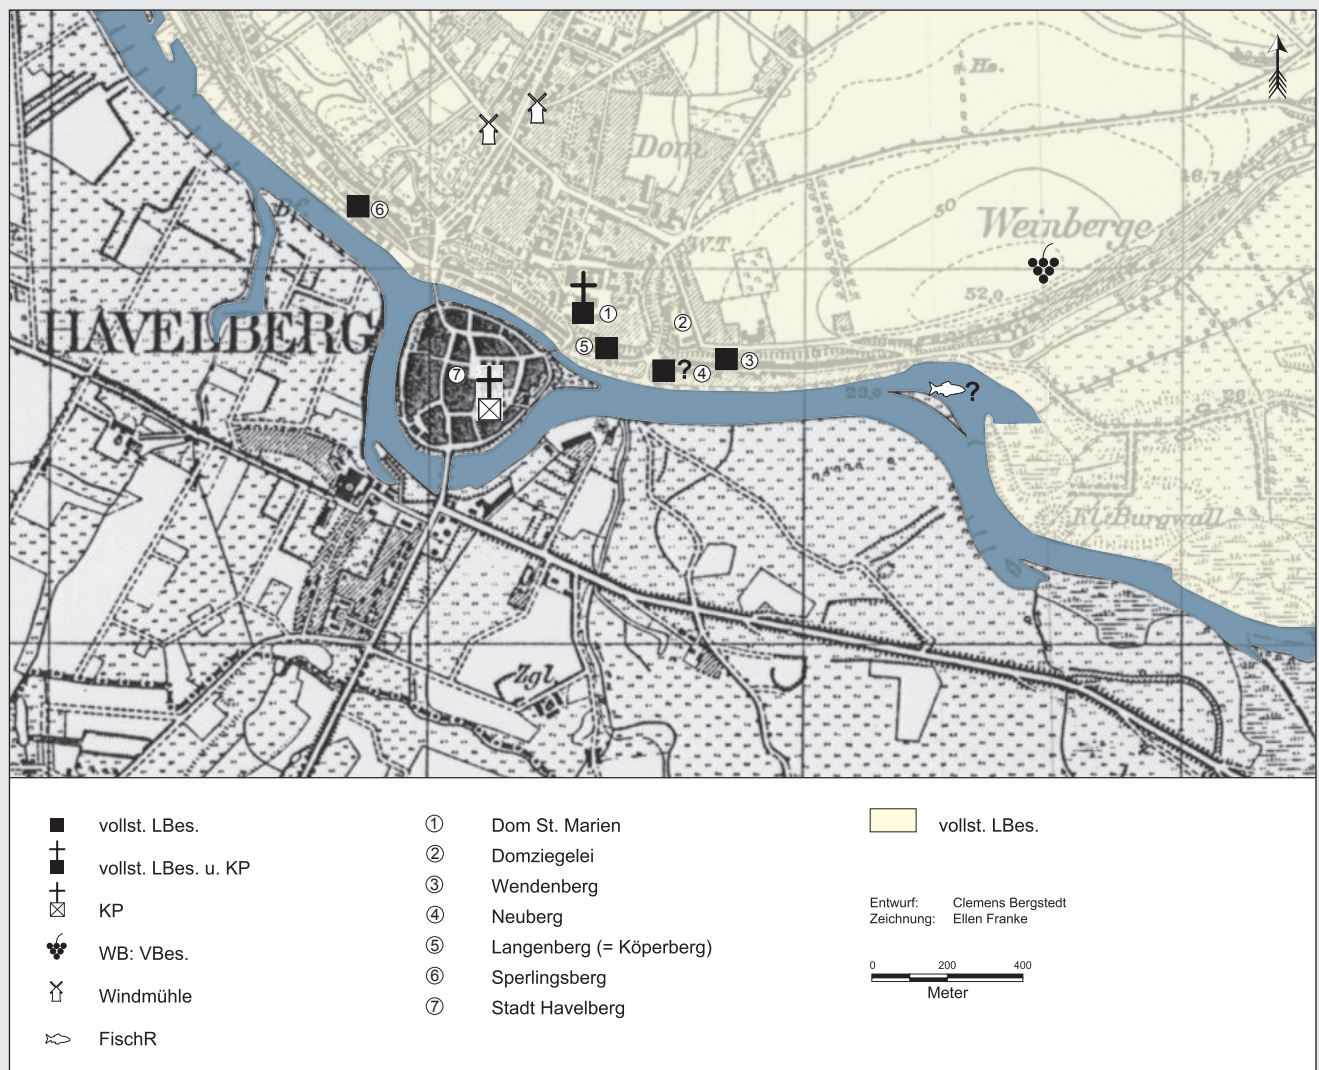 Hs.
Dom
16,7
Bf.
50
Weinberge
W.T.
52,0
HAVELBERG
1
2
5
?
4
3
6
7
23,0
?
26
Kl. Burgwall
Zgl.
vollst. LBes.
vollst. LBes. u. KP
KP
WB: VBes.
Windmühle
FischR
1 Dom St. Marien
2 Domziegelei
3 Wendenberg
4 Neuberg
5 Langenberg (= Köperberg)
6 Sperlingsberg
7 Stadt Havelberg
vollst. LBes.
Entwurf: Clemens Bergstedt
Zeichnung: Ellen Franke
0 200 400
Meter